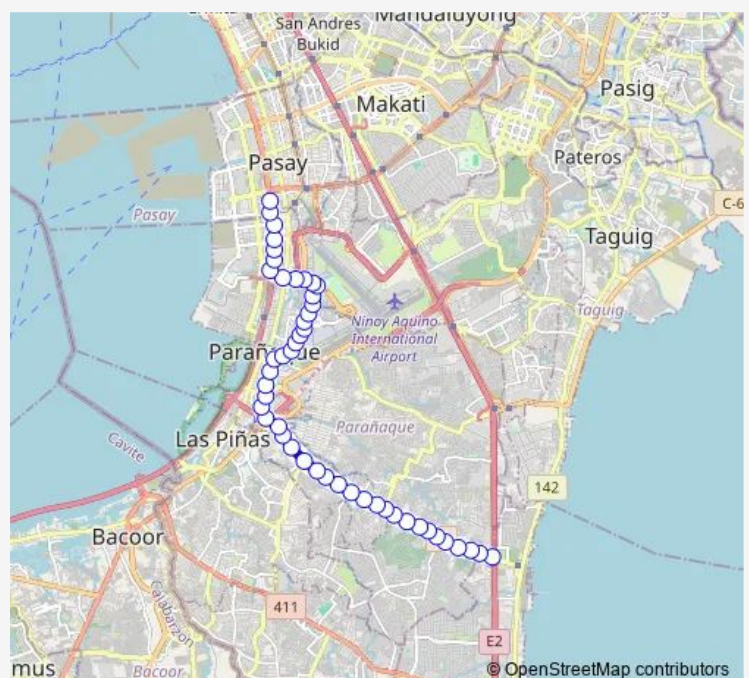 San Andres
Bukid
Mandaluyong
Makati
Pasig
Pasay
Pateros
C-6
Pasay
Taguig
Taguig
Ninoy Aquino
International
Airport
Parañaque
Parañaque
Las Piñas
Cavite
142
Bacoor
Calabarzon
411
E2
mus
Bacoor
© OpenStreetMap contributors